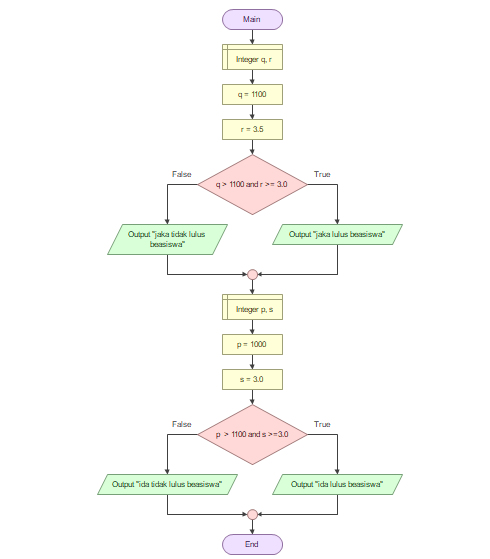 Main
Integer q, r
q = 1100
r = 3.5
False
True
q > 1100 and r >= 3.0
Output "jaka tidak lulus
beasiswa"
Output "jaka lulus beasiswa"
Integer p, s
p = 1000
s = 3.0
False
True
p  > 1100 and s >=3.0
Output "ida tidak lulus beasiswa"
Output "ida lulus beasiswa"
End